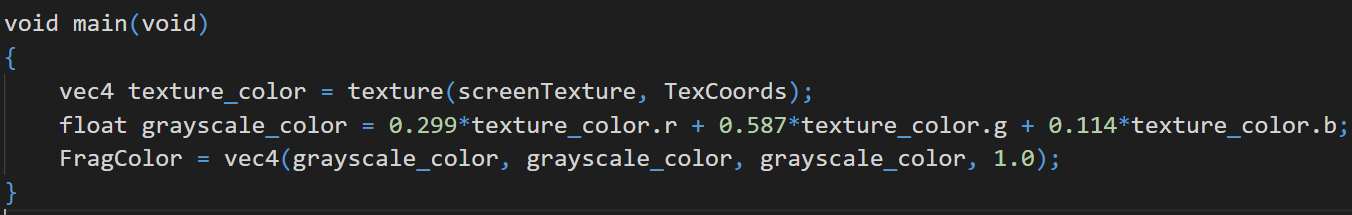 void main(void)
{
    vec4 texture_color = texture(screenTexture, TexCoords);
    float grayscale_color = 0.299*texture_color.r + 0.587*texture_color.g + 0.114*texture_color.b;
    FragColor = vec4(grayscale_color, grayscale_color, grayscale_color, 1.0);
}